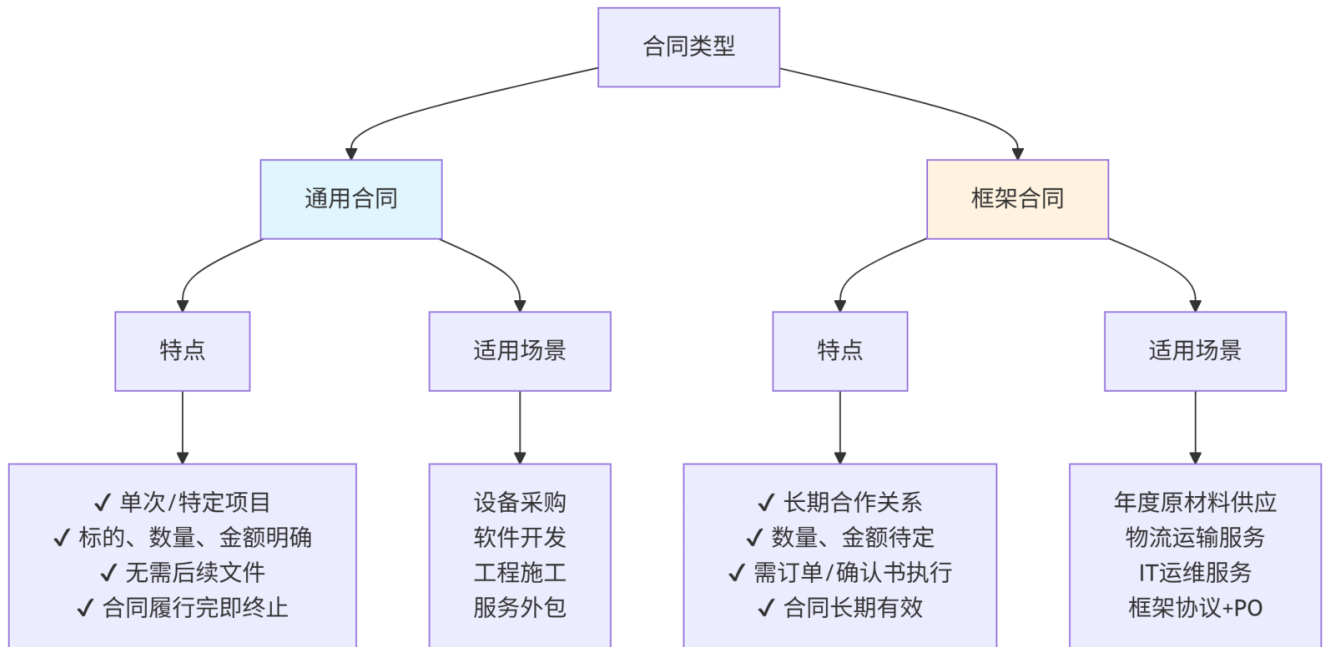 合同类型
通用合同
框架合同
特点
适用场景
特点
适用场景
✓ 单次/特定项目
✓ 标的、数量、金额明确
✓ 无需后续文件
✓ 合同履行完即终止
设备采购
软件开发
工程施工
服务外包
✓ 长期合作关系
✓ 数量、金额待定
✓ 需订单/确认书执行
✓ 合同长期有效
年度原材料供应
物流运输服务
IT运维服务
框架协议+PO